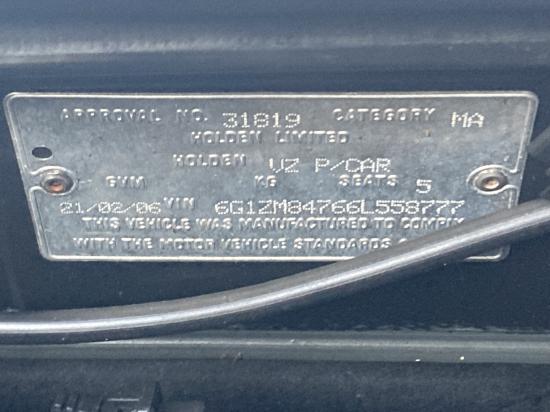 APPROVAL NO. 31819 CATEGORY MA
HOLDEN LIMITED
HOLDEN VZ P/CAR
GVM KG SEATS 5
21/02/06 VIN 6G1ZM84766L558777
THIS VEHICLE WAS MANUFACTURED TO COMPLY
WITH THE MOTOR VEHICLE STANDARDS